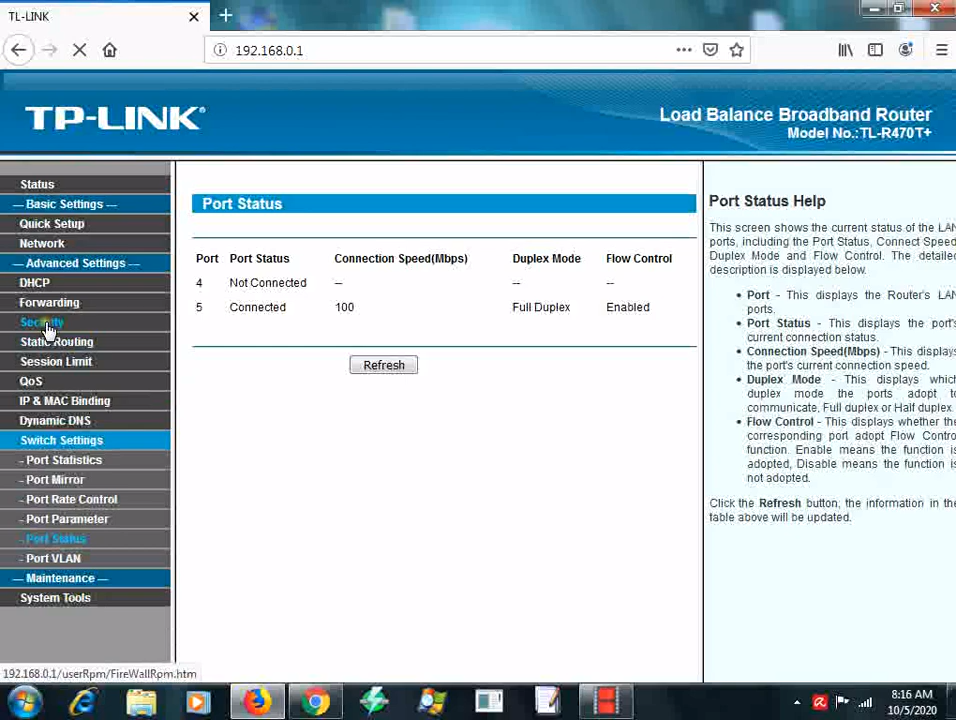 TL-LINK
192.168.0.1
TP-LINK®
Load Balance Broadband Router
Model No.:TL-R470T+
Status
— Basic Settings —
Quick Setup
Network
— Advanced Settings —
DHCP
Forwarding
Security
Static Routing
Session Limit
QoS
IP & MAC Binding
Dynamic DNS
Switch Settings
- Port Statistics
- Port Mirror
- Port Rate Control
- Port Parameter
- Port Status
- Port VLAN
— Maintenance —
System Tools
Port Status
Port Port Status Connection Speed(Mbps) Duplex Mode Flow Control
4 Not Connected -- -- --
5 Connected 100 Full Duplex Enabled
Refresh
Port Status Help
This screen shows the current status of the LAN
ports, including the Port Status, Connect Speed
Duplex Mode and Flow Control. The detailed
description is displayed below.
• Port - This displays the Router's LAN
ports.
• Port Status - This displays the port's
current connection status.
• Connection Speed(Mbps) - This displays
the port's current connection speed.
• Duplex Mode - This displays which
duplex mode the ports adopt to
communicate, Full duplex or Half duplex.
• Flow Control - This displays whether the
corresponding port adopt Flow Control
function. Enable means the function is
adopted, Disable means the function is
not adopted.
Click the Refresh button, the information in the
table above will be updated.
192.168.0.1/userRpm/FireWallRpm.htm
8:16 AM
10/5/2020